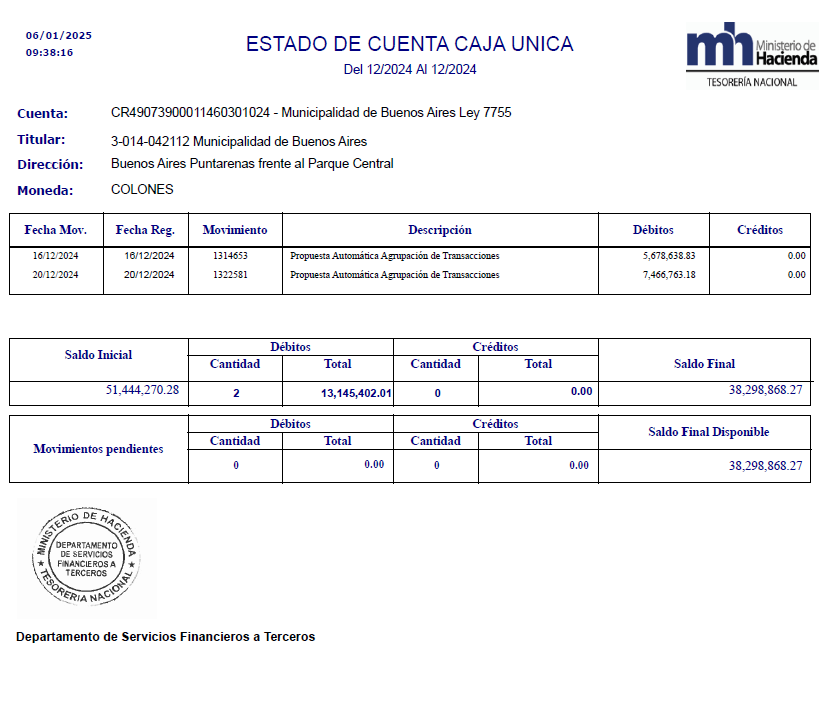 06/01/2025
09:38:16
ESTADO DE CUENTA CAJA UNICA
Del 12/2024 Al 12/2024
mh Ministerio de Hacienda
TESORERÍA NACIONAL
Cuenta: CR49073900011460301024 - Municipalidad de Buenos Aires Ley 7755
Titular: 3-014-042112 Municipalidad de Buenos Aires
Dirección: Buenos Aires Puntarenas frente al Parque Central
Moneda: COLONES
Fecha Mov. Fecha Reg. Movimiento Descripción Débitos Créditos
16/12/2024 16/12/2024 1314653 Propuesta Automática Agrupación de Transacciones 5,678,638.83 0.00
20/12/2024 20/12/2024 1322581 Propuesta Automática Agrupación de Transacciones 7,466,763.18 0.00
Saldo Inicial Débitos Créditos Saldo Final
Cantidad Total Cantidad Total
51,444,270.28 2 13,145,402.01 0 0.00 38,298,868.27
Movimientos pendientes Débitos Créditos Saldo Final Disponible
Cantidad Total Cantidad Total
0 0.00 0 0.00 38,298,868.27
MINISTERIO DE HACIENDA
DEPARTAMENTO
DE SERVICIOS
FINANCIEROS A
TERCEROS
TESORERIA NACIONAL
Departamento de Servicios Financieros a Terceros